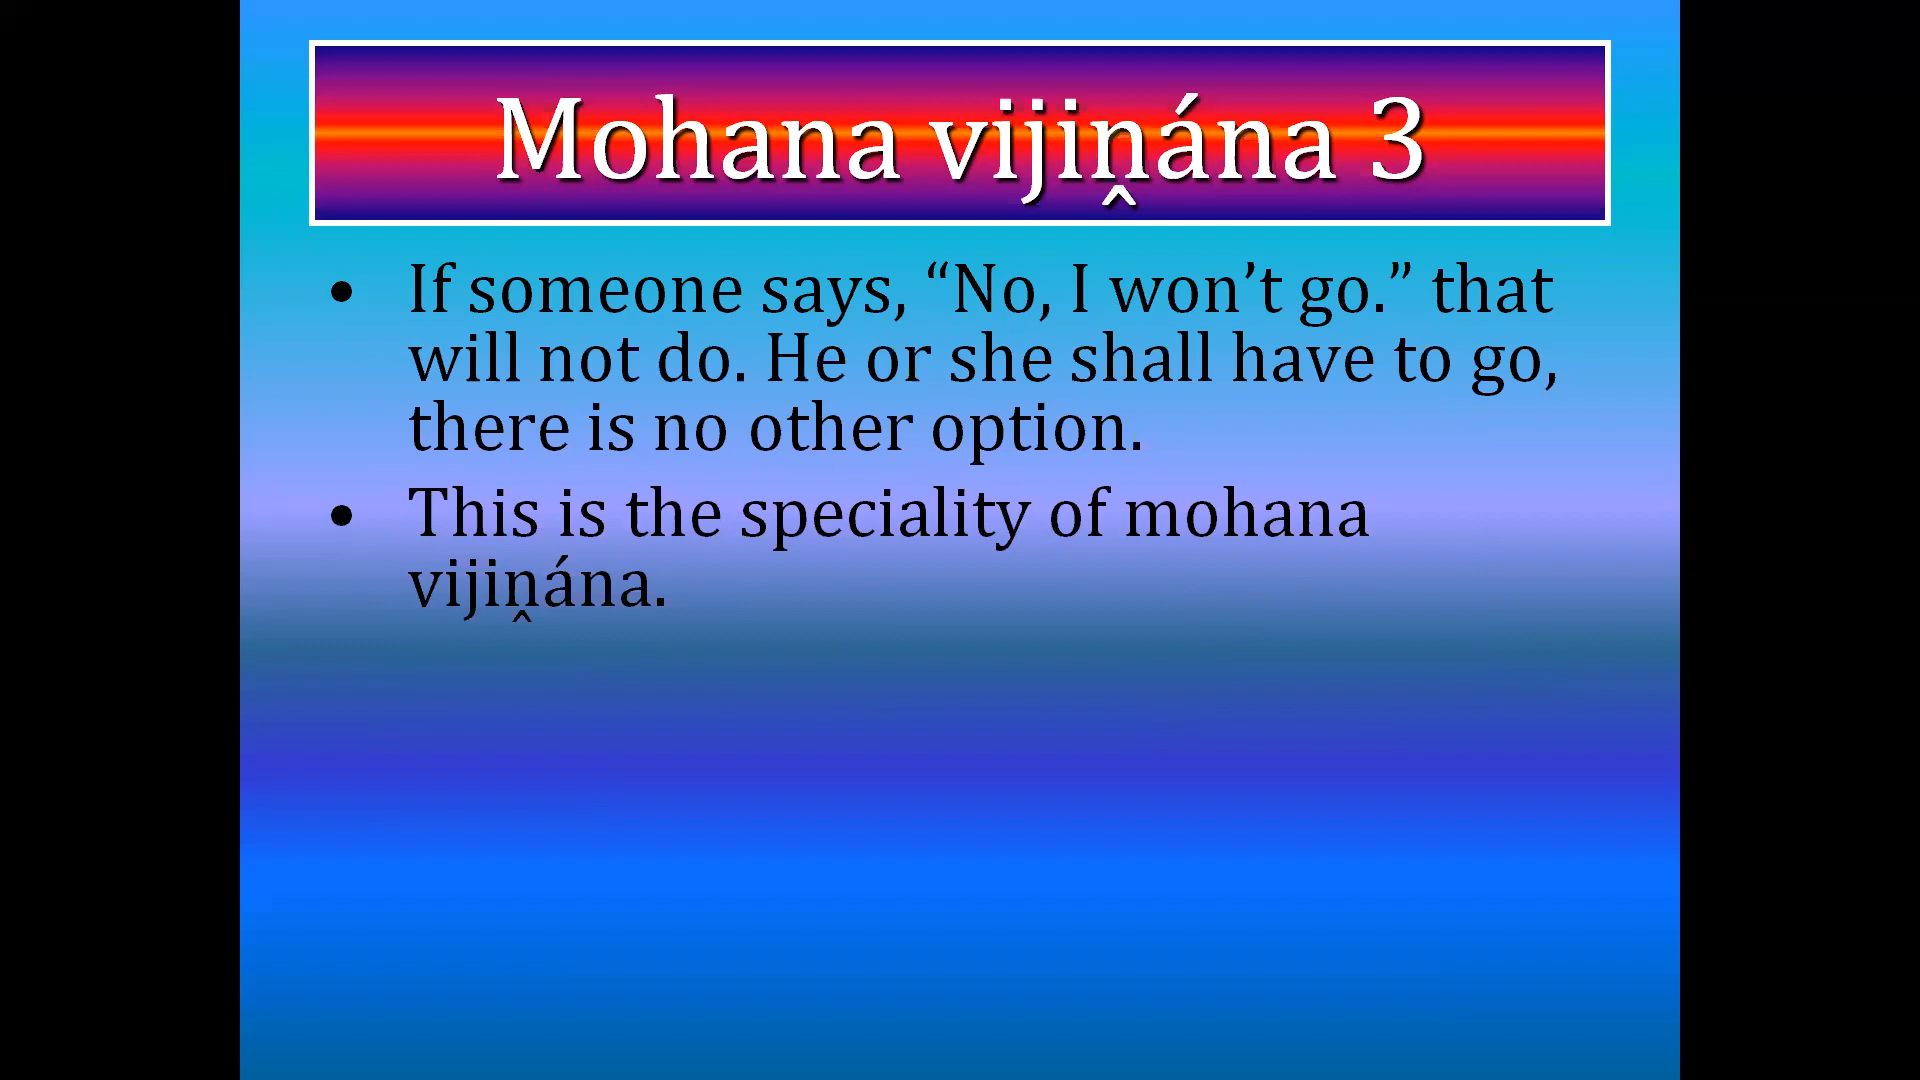 Mohana vijiṋána 3
• If someone says, “No, I won’t go.” that
will not do. He or she shall have to go,
there is no other option.
• This is the speciality of mohana
vijiṋána.